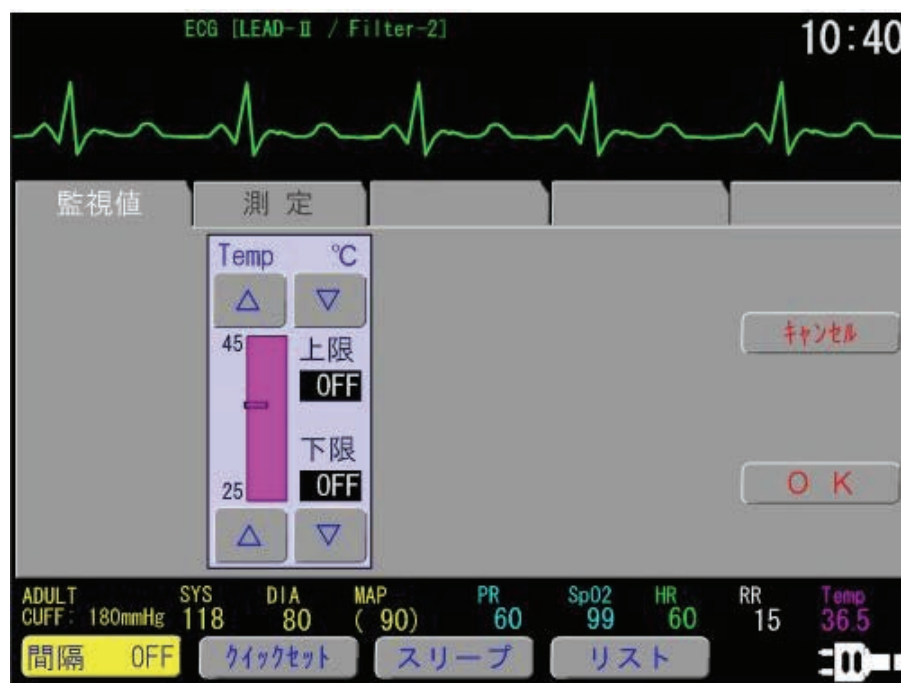 ECG [LEAD-Ⅱ / Filter-2]
10:40
監視値 測 定
Temp ℃
△ ▽
45 上限
OFF
キャンセル
下限
25 OFF
O K
△ ▽
ADULT SYS DIA MAP PR SpO2 HR RR Temp
CUFF: 180mmHg 118 80 ( 90) 60 99 60 15 36.5
間隔 OFF クイックセット スリープ リスト